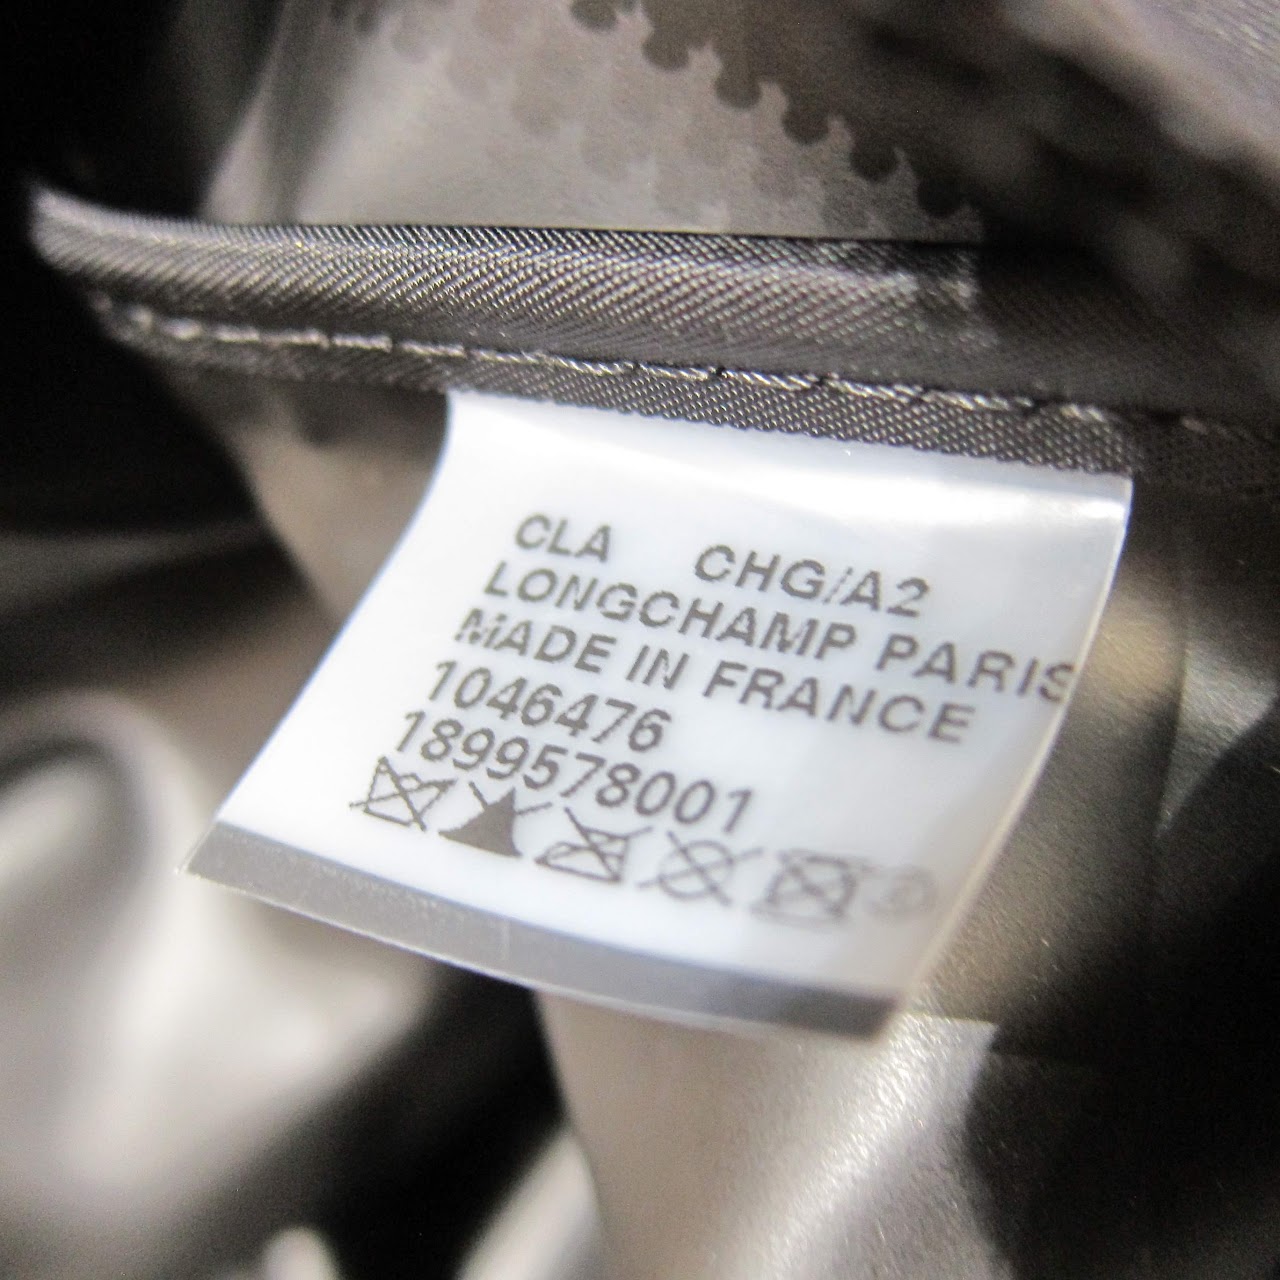 CLA CHG/A2
LONGCHAMP PARIS
MADE IN FRANCE
1046476
1899578001